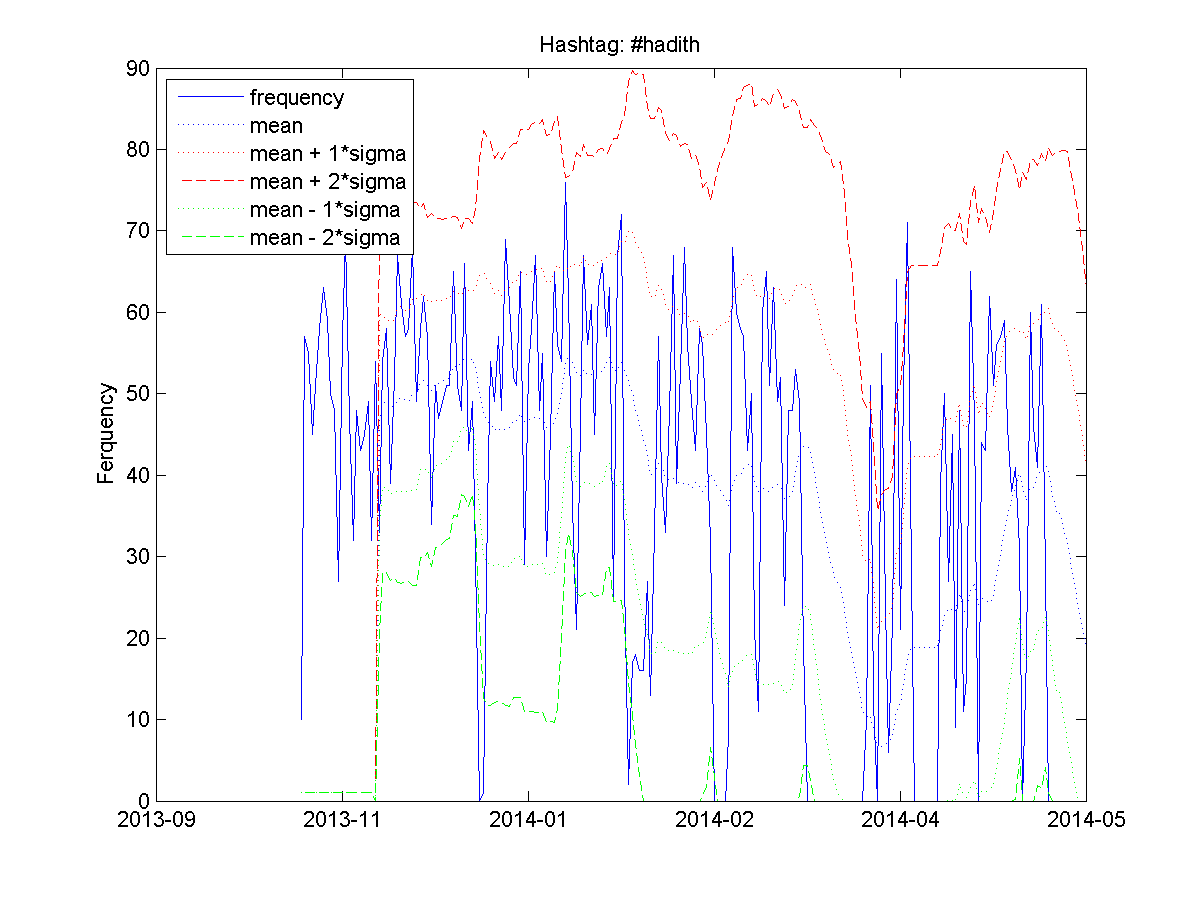 Hashtag: #hadith
90
80
70
60
50
40
30
20
10
0
Ferquency
frequency
mean
mean + 1*sigma
mean + 2*sigma
mean - 1*sigma
mean - 2*sigma
2013-09
2013-11
2014-01
2014-02
2014-04
2014-05